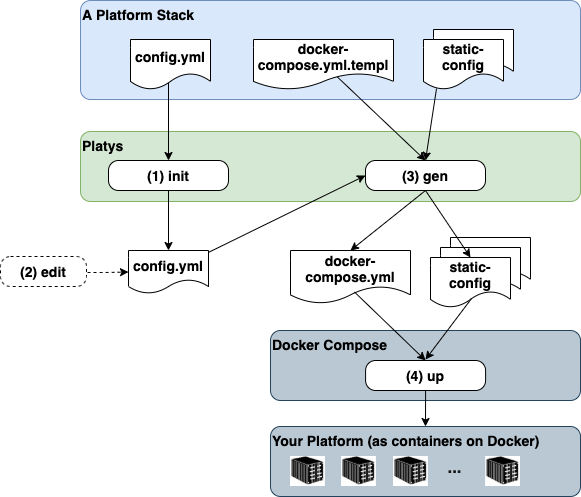 A Platform Stack
config.yml
docker-
compose.yml.templ
static-
config
Platys
(1) init
(3) gen
(2) edit
config.yml
docker-
compose.yml
static-
config
Docker Compose
(4) up
Your Platform (as containers on Docker)
...